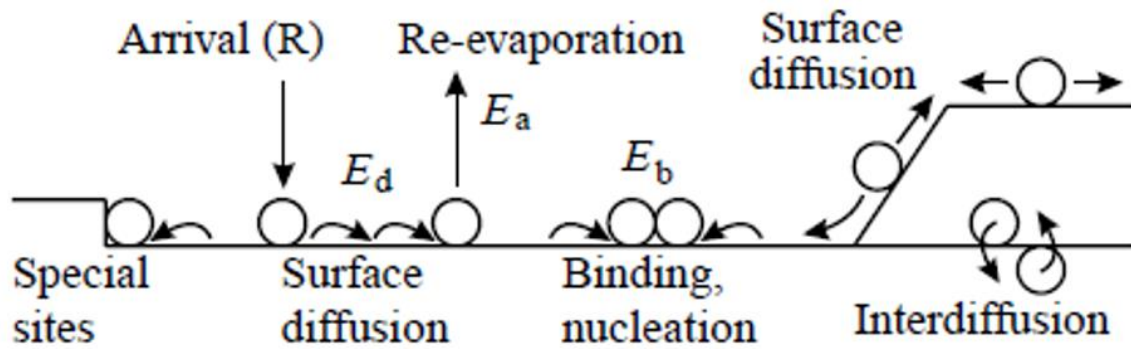 Arrival (R)
Re-evaporation
Surface
diffusion
E_a
E_d
E_b
Special
sites
Surface
diffusion
Binding,
nucleation
Interdiffusion